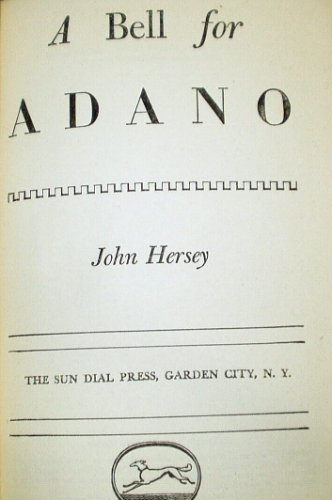 A Bell for
ADANO
John Hersey
THE SUN DIAL PRESS, GARDEN CITY, N. Y.